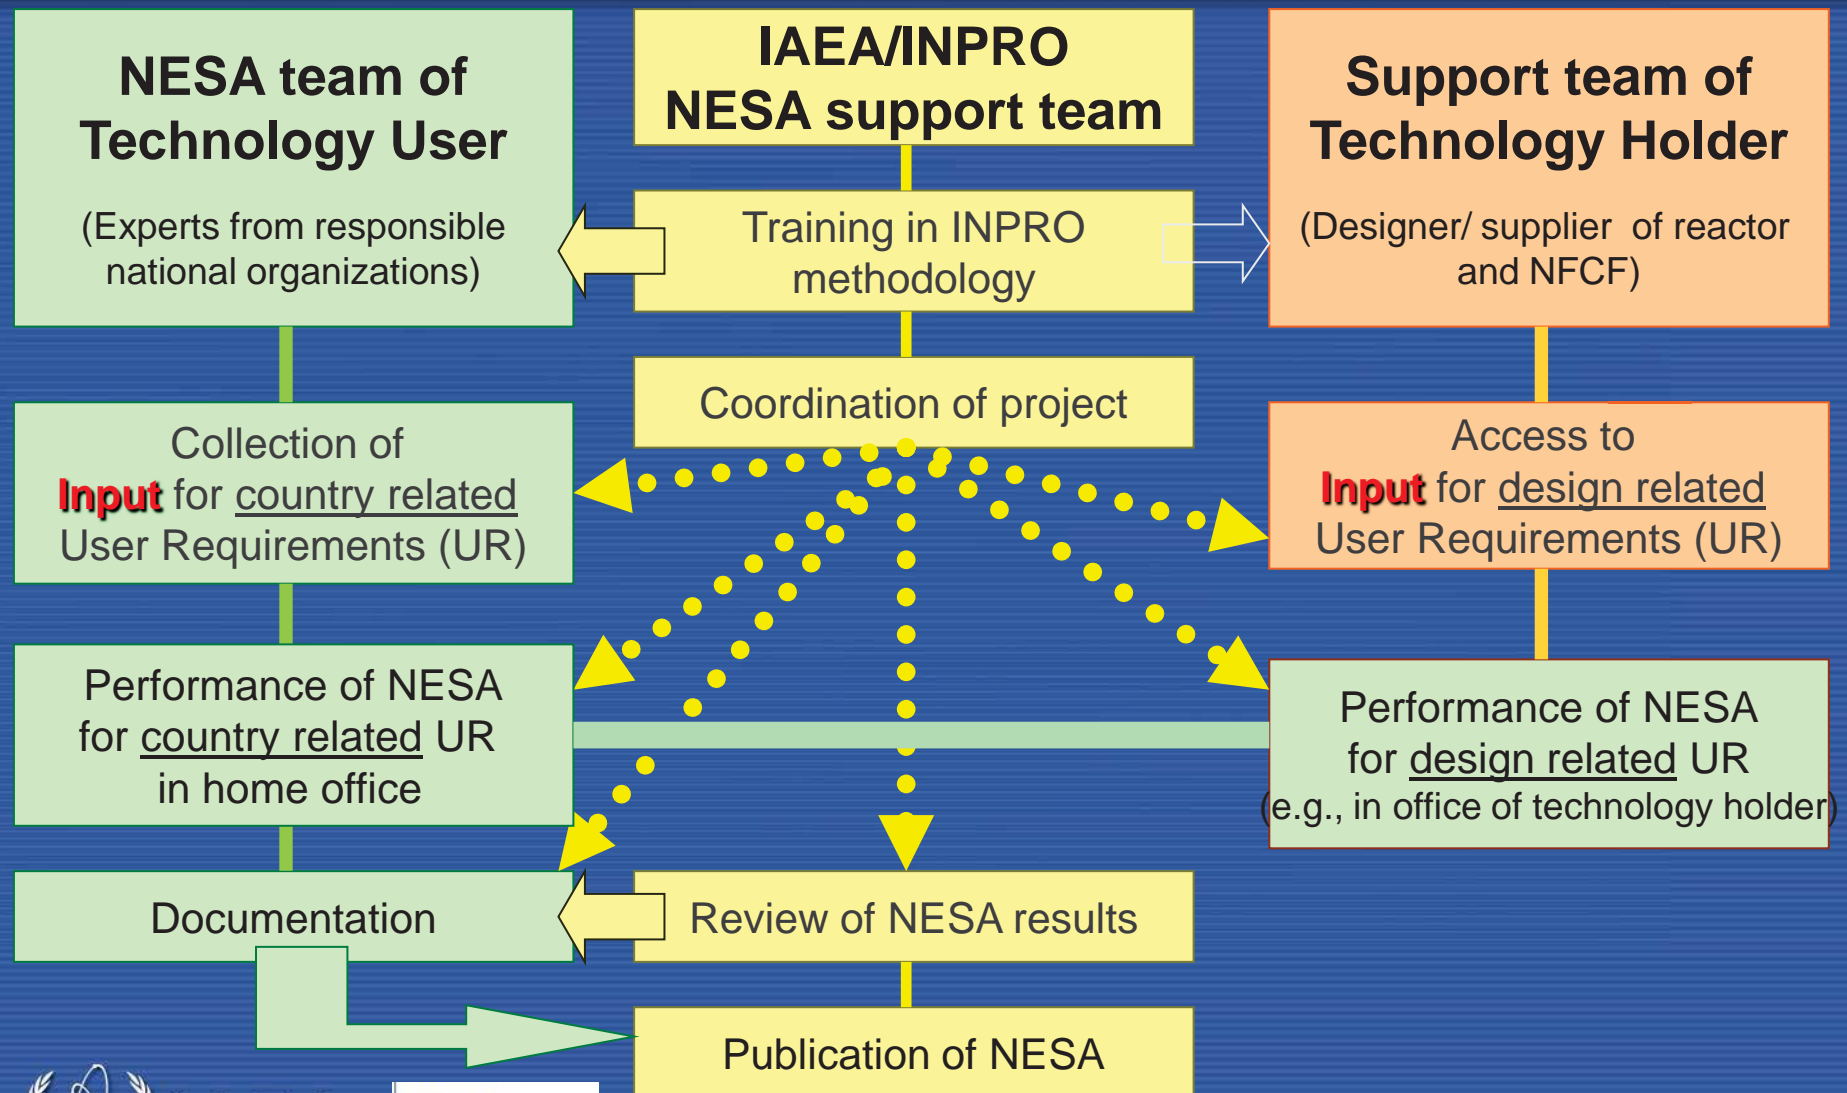 NESA team of
Technology User
(Experts from responsible
national organizations)
IAEA/INPRO
NESA support team
Support team of
Technology Holder
(Designer/ supplier of reactor
and NFCF)
Training in INPRO
methodology
Coordination of project
Collection of
Input for country related
User Requirements (UR)
Access to
Input for design related
User Requirements (UR)
Performance of NESA
for country related UR
in home office
Performance of NESA
for design related UR
(e.g., in office of technology holder)
Documentation
Review of NESA results
Publication of NESA